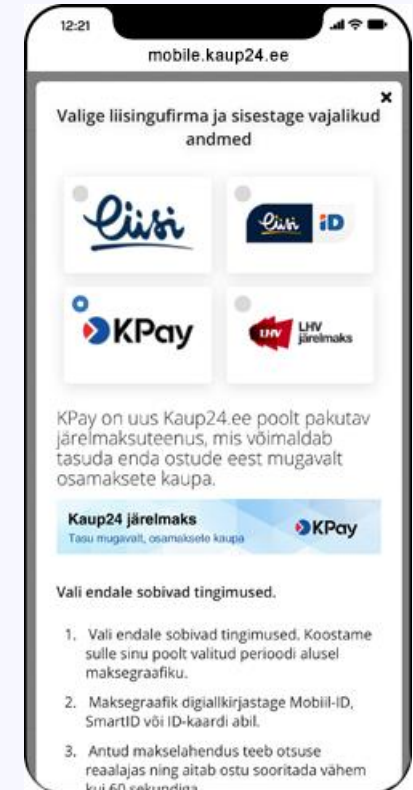 12:21
mobile.kaup24.ee
Valige liisingufirma ja sisestage vajalikud
andmed
liisi
liisi iD
KPay
LHV LHV
järelmaks
KPay on uus Kaup24.ee poolt pakutav
järelmaksuteenus, mis võimaldab
tasuda enda ostude eest mugavalt
osamaksete kaupa.
Kaup24 järelmaks
Tasu mugavalt, osamaksete kaupa
KPay
Vali endale sobivad tingimused.
1. Vali endale sobivad tingimused. Koostame
sulle sinu poolt valitud perioodi alusel
maksegraafiku.
2. Maksegraafik digiallkirjastage Mobiil-ID,
SmartID või ID-kaardi abil.
3. Antud makselahendus teeb otsuse
reaalajas ning aitab ostu sooritada vähem
kui 60 sekundiga